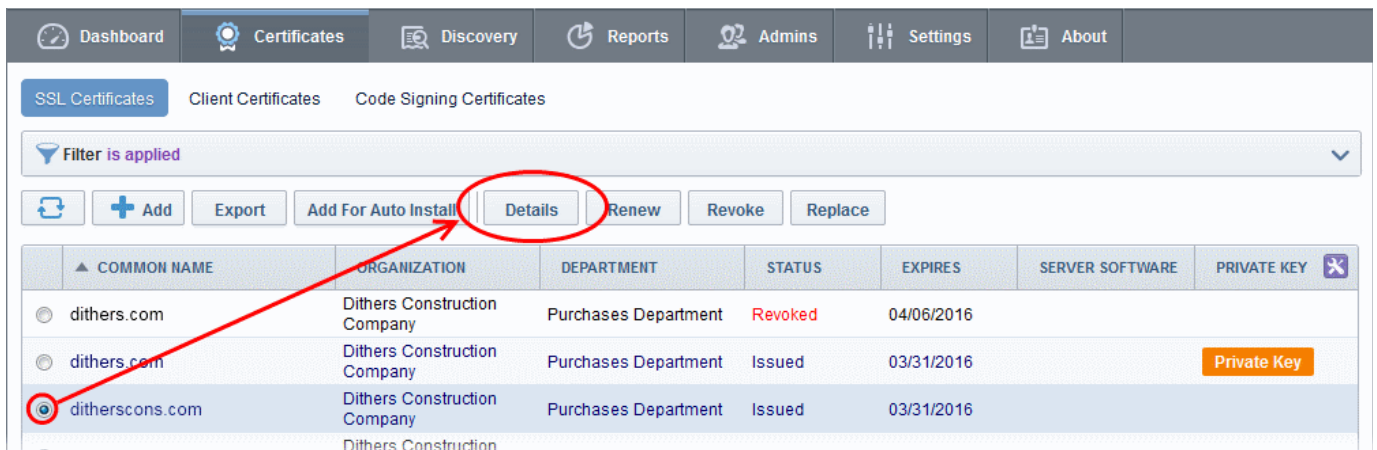 Dashboard Certificates Discovery Reports Admins Settings About
SSL Certificates Client Certificates Code Signing Certificates
Filter is applied
Add Export Add For Auto Install Details Renew Revoke Replace
COMMON NAME ORGANIZATION DEPARTMENT STATUS EXPIRES SERVER SOFTWARE PRIVATE KEY
dithers.com Dithers Construction Company Purchases Department Revoked 04/06/2016
dithers.com Dithers Construction Company Purchases Department Issued 03/31/2016 Private Key
ditherscons.com Dithers Construction Company Purchases Department Issued 03/31/2016
Dithers Construction